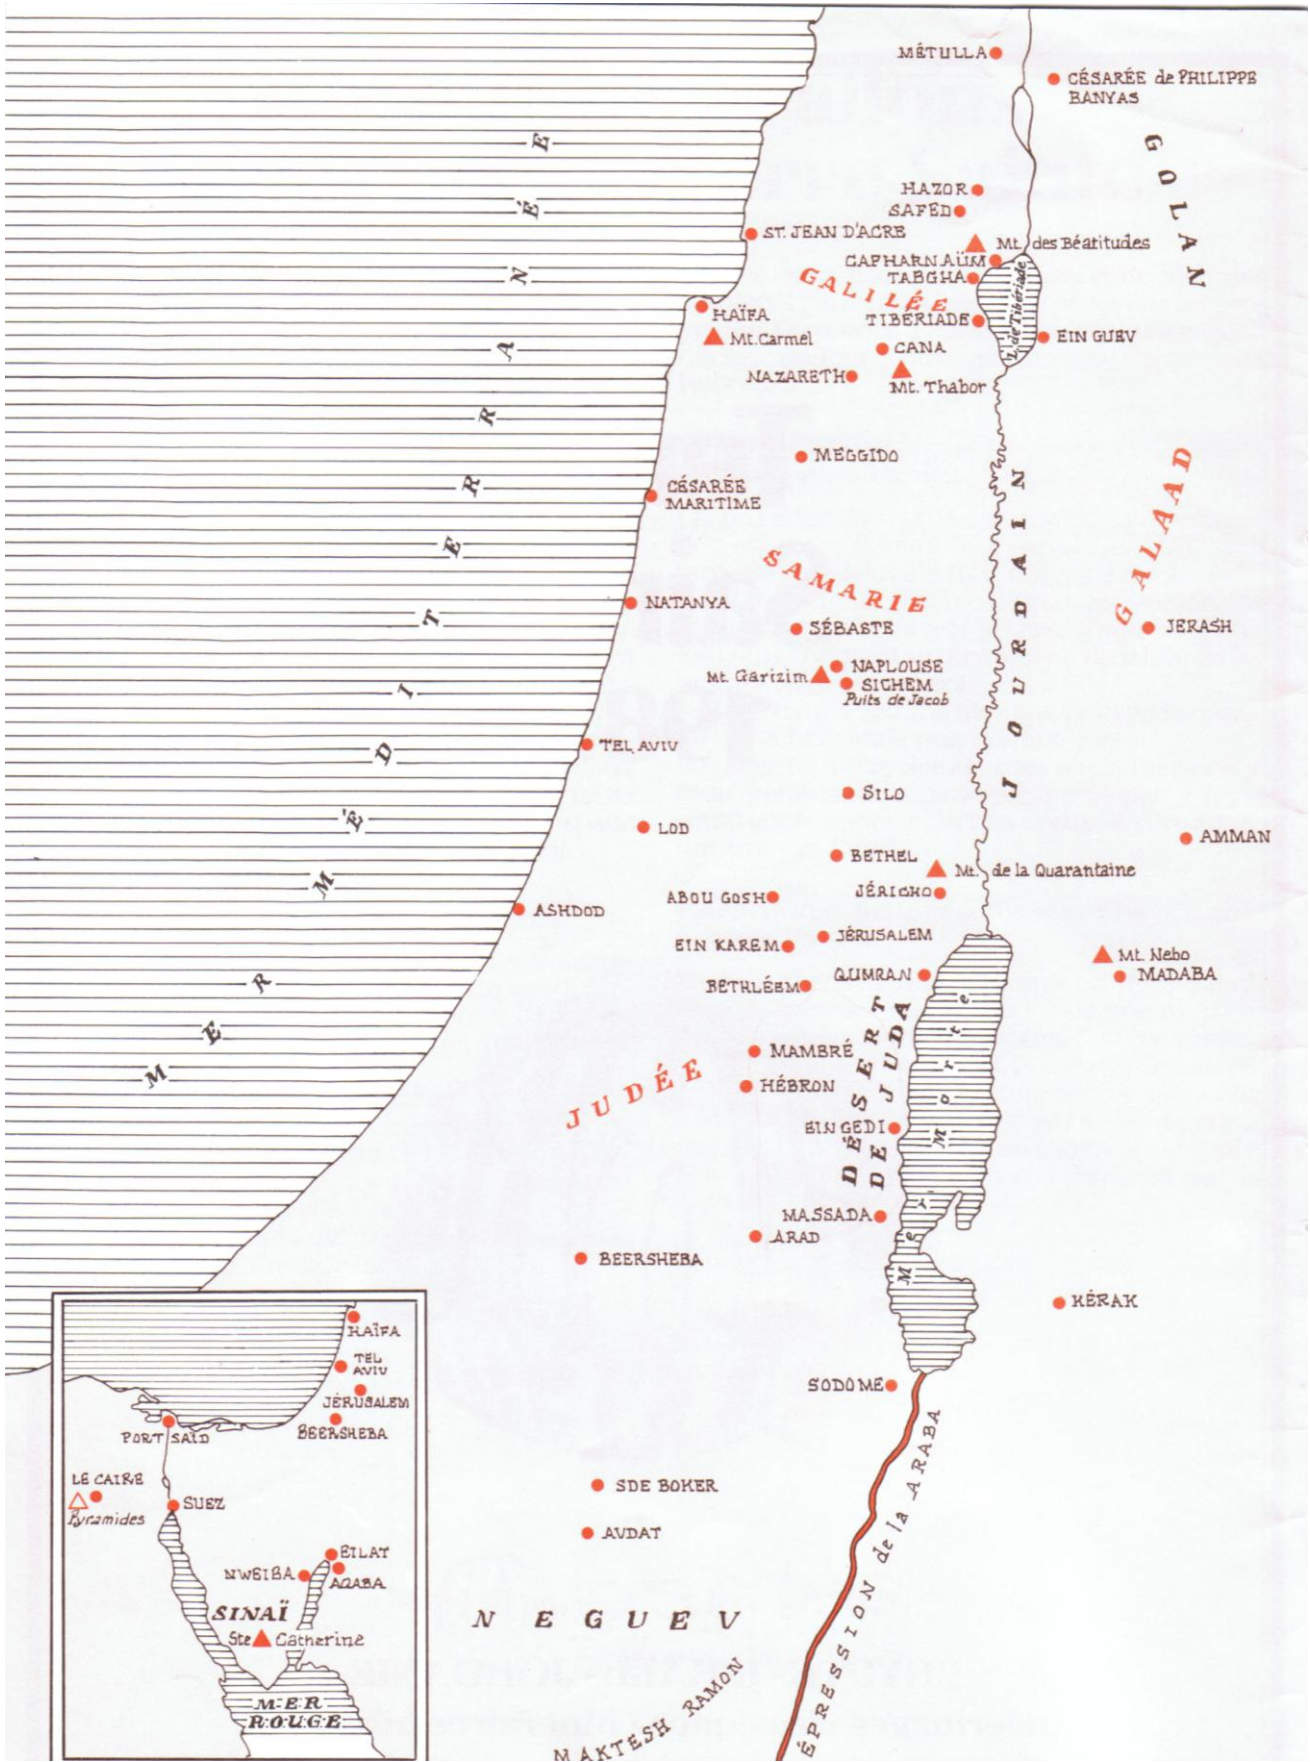 MÉTULLA
CÉSARÉE de PHILIPPE
BANYAS
GOLAN
HAZOR
SAFED
ST. JEAN D'ACRE
Mt. des Béatitudes
CAPHARNAÜM
TABGHA
GALILÉE
L. de Tibériade
HAÏFA
TIBERIADE
EIN GUEV
Mt. Carmel
CANA
NAZARETH
Mt. Thabor
MEGGIDO
CÉSARÉE
MARITIME
JOURDAIN
GALAAD
SAMARIE
NATANYA
SÉBASTE
JERASH
NAPLOUSE
Mt. Garizim
SICHEM
Puits de Jacob
TEL AVIV
SILO
LOD
AMMAN
BETHEL
Mt. de la Quarantaine
ABOU GOSH
JÉRICHO
ASHDOD
JÉRUSALEM
EIN KAREM
Mt. Nebo
QUMRAN
MADABA
BETHLÉEM
MER MÉDITERRANÉE
DÉSERT
DE JUDA
Mer Morte
MAMBRÉ
HÉBRON
JUDÉE
EIN GEDI
MASSADA
ARAD
BEERSHEBA
KÉRAK
SODOME
SDE BOKER
AVDAT
NEGUÉV
MAKTESH RAMON
ÉPRESSION de la ARABA
HAÏFA
TEL
AVIV
JÉRUSALEM
BEERSHEBA
PORT SAÏD
LE CAIRE
Pyramides
SUEZ
EILAT
NWEIBA
AQABA
SINAÏ
Ste Catherine
MER
ROUGE